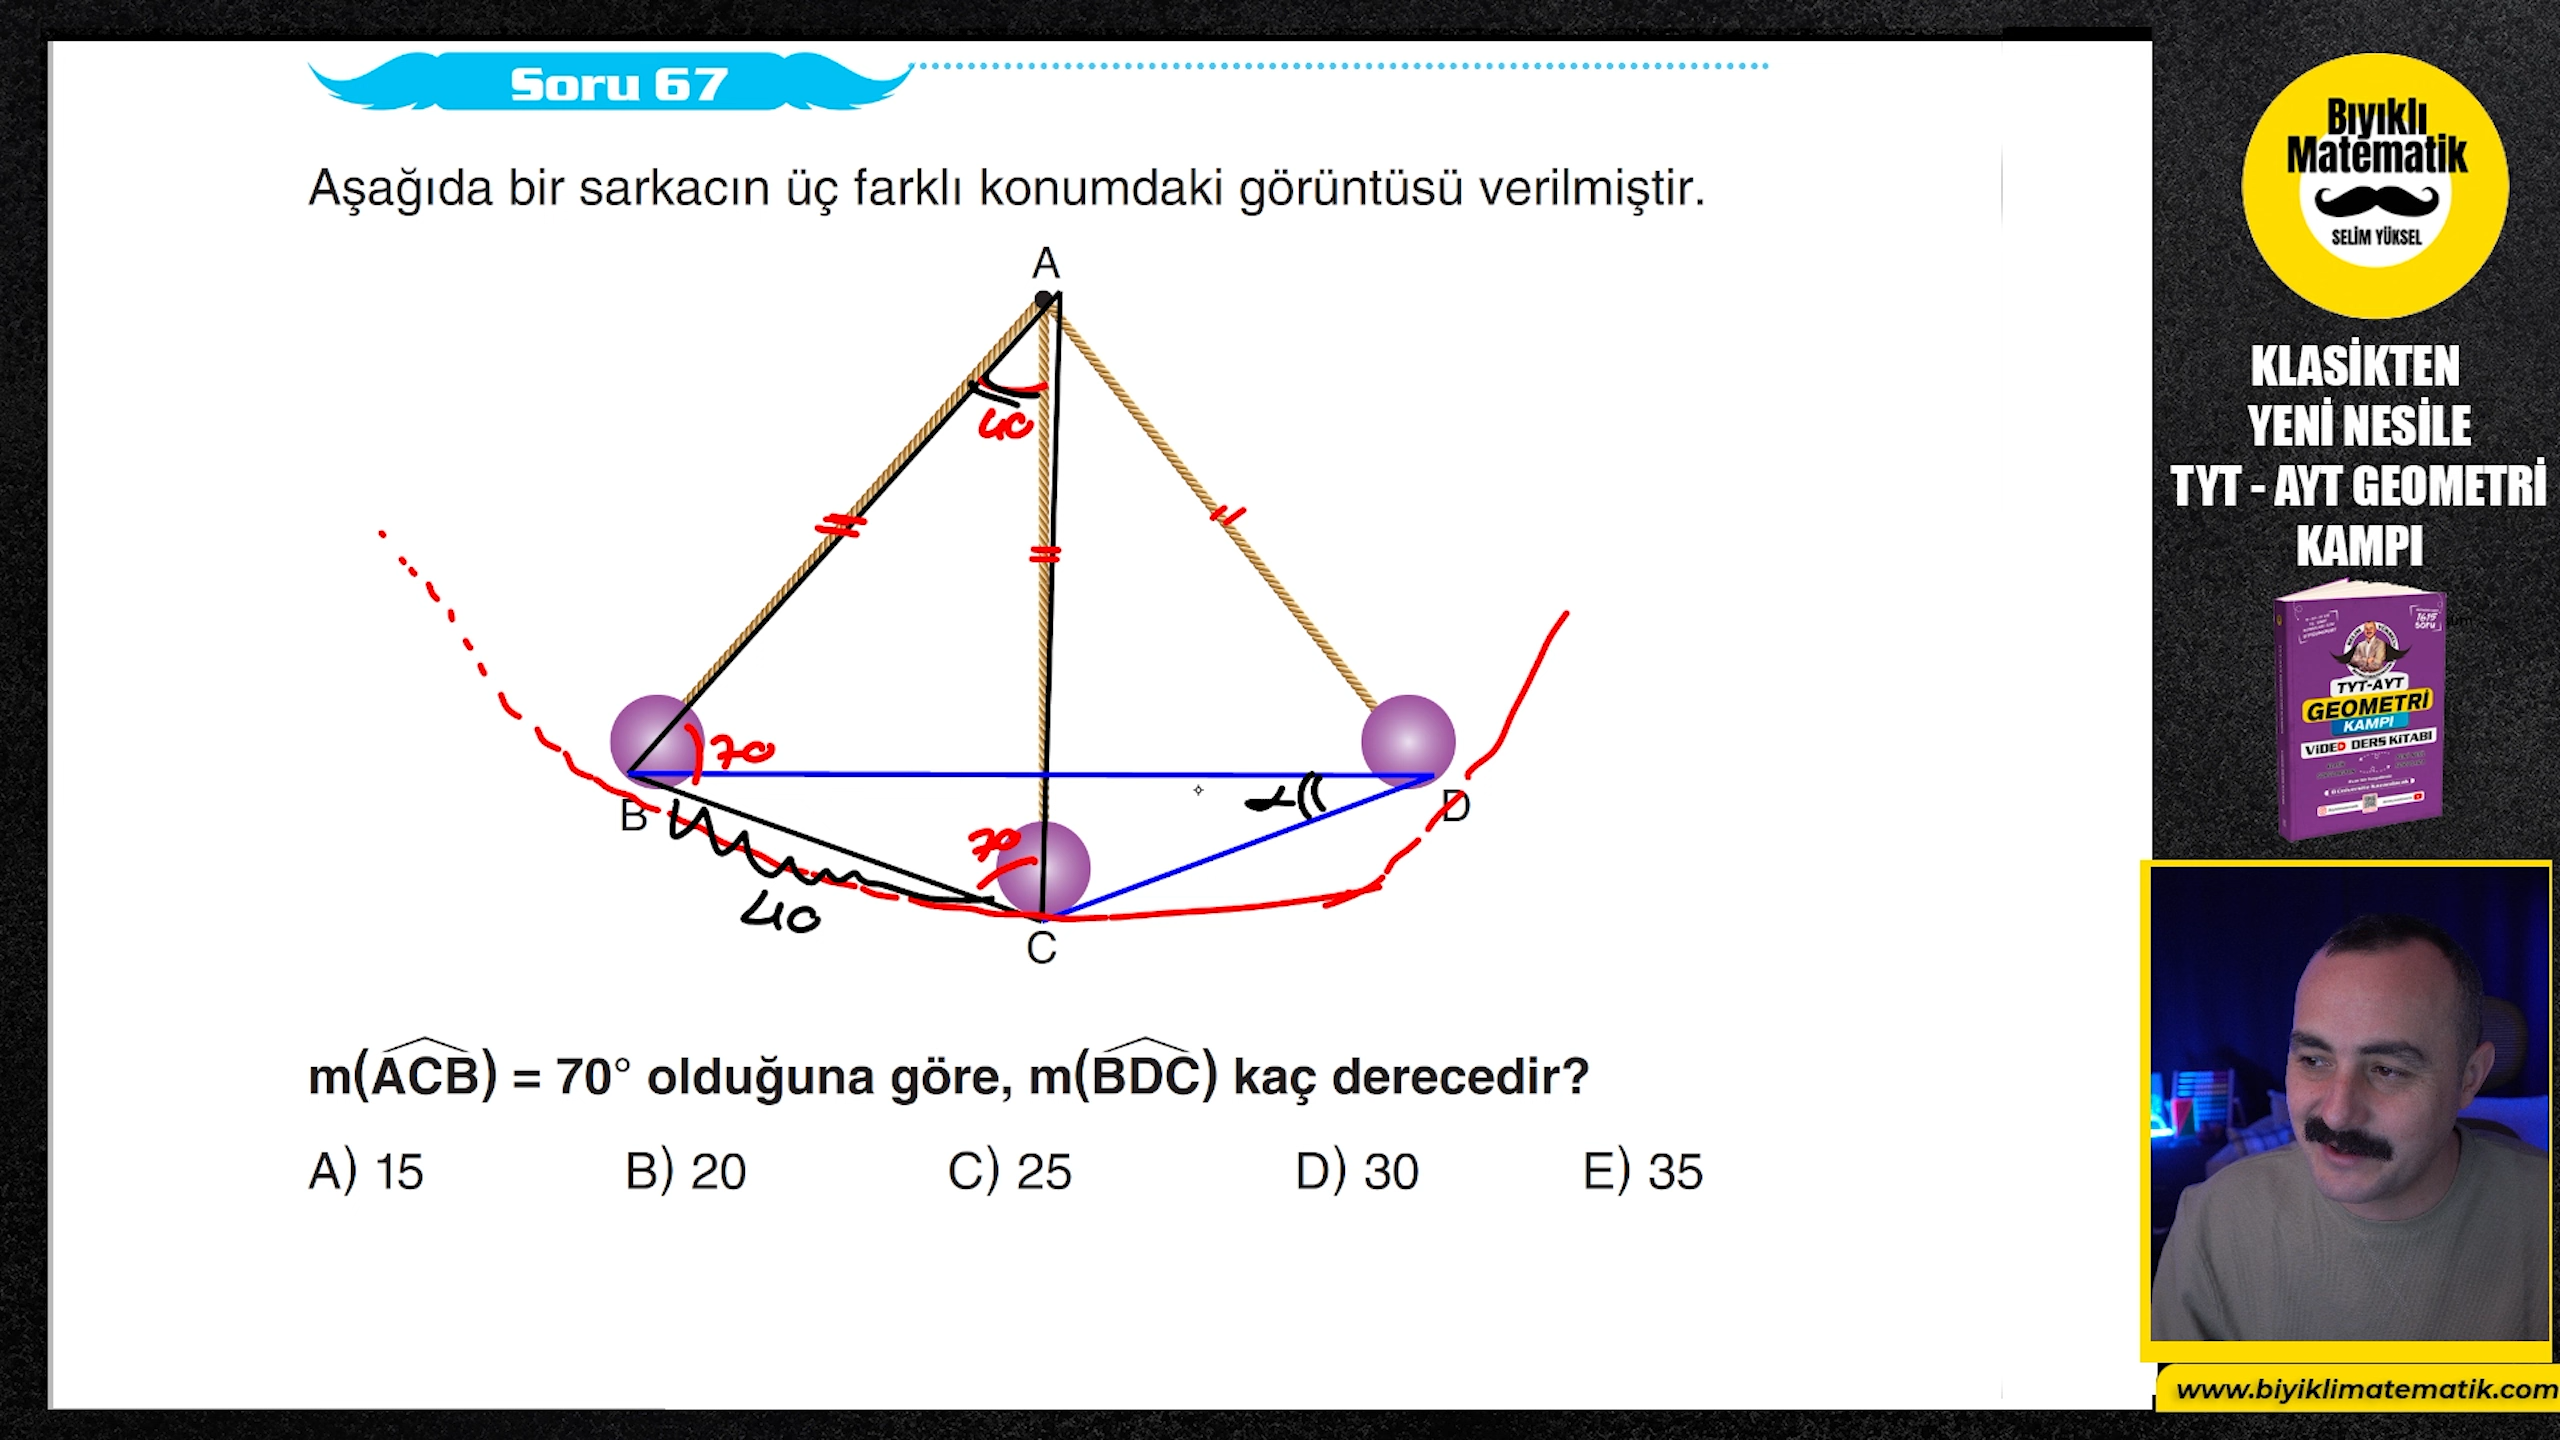 Soru 67
Aşağıda bir sarkacın üç farklı konumdaki görüntüsü verilmiştir.
A
40
70
B
70
α
D
40
C
m(ACB) = 70° olduğuna göre, m(BDC) kaç derecedir?
A) 15 B) 20 C) 25 D) 30 E) 35
Bıyıklı
Matematik
SELİM YÜKSEL
KLASİKTEN
YENİ NESİLE
TYT - AYT GEOMETRİ
KAMPI
1615
soru
TYT-AYT
GEOMETRİ
KAMPI
VİDEO DERS KİTABI
www.biyiklimatematik.com